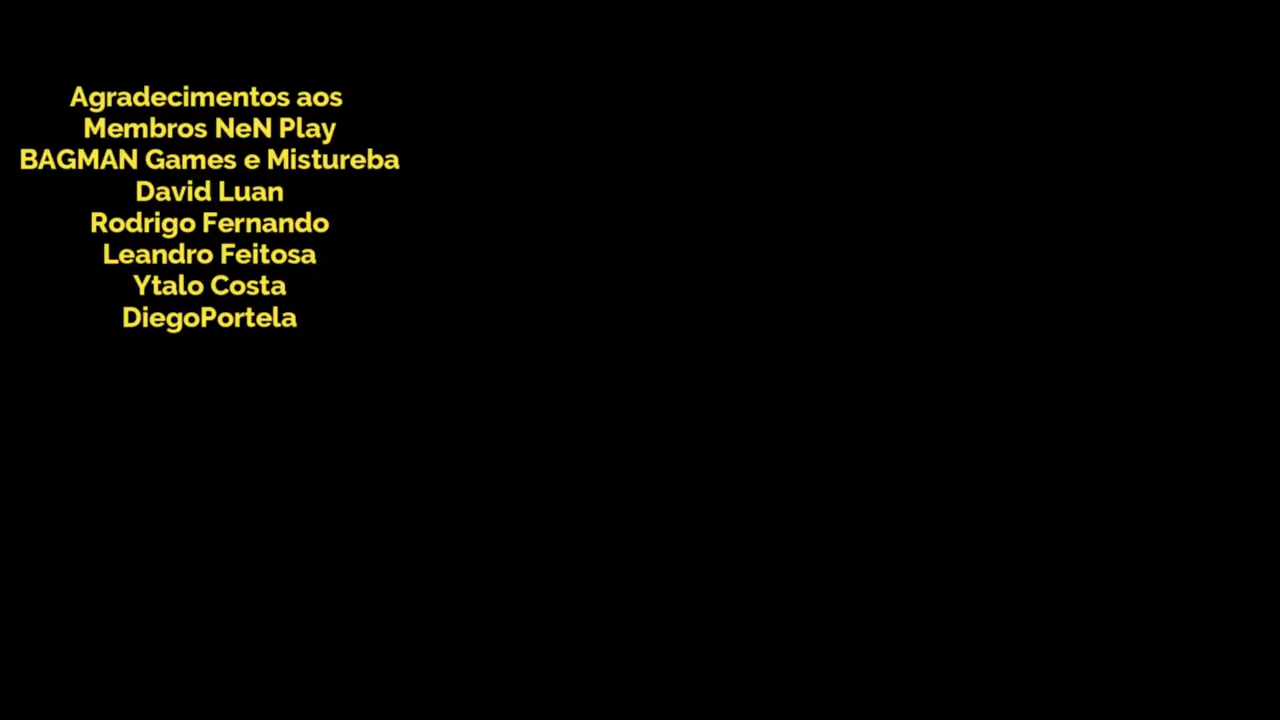 Agradecimentos aos
Membros NeN Play
BAGMAN Games e Mistureba
David Luan
Rodrigo Fernando
Leandro Feitosa
Ytalo Costa
DiegoPortela